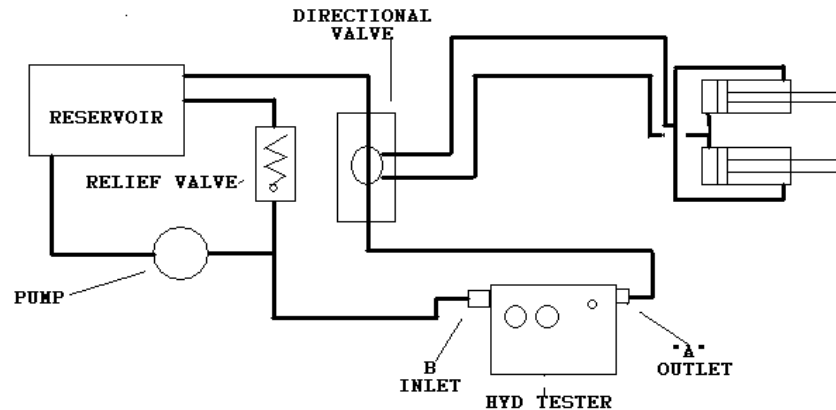 DIRECTIONAL
VALVE
RESERVOIR
RELIEF VALVE
PUMP
B
INLET
"A"
OUTLET
HYD TESTER